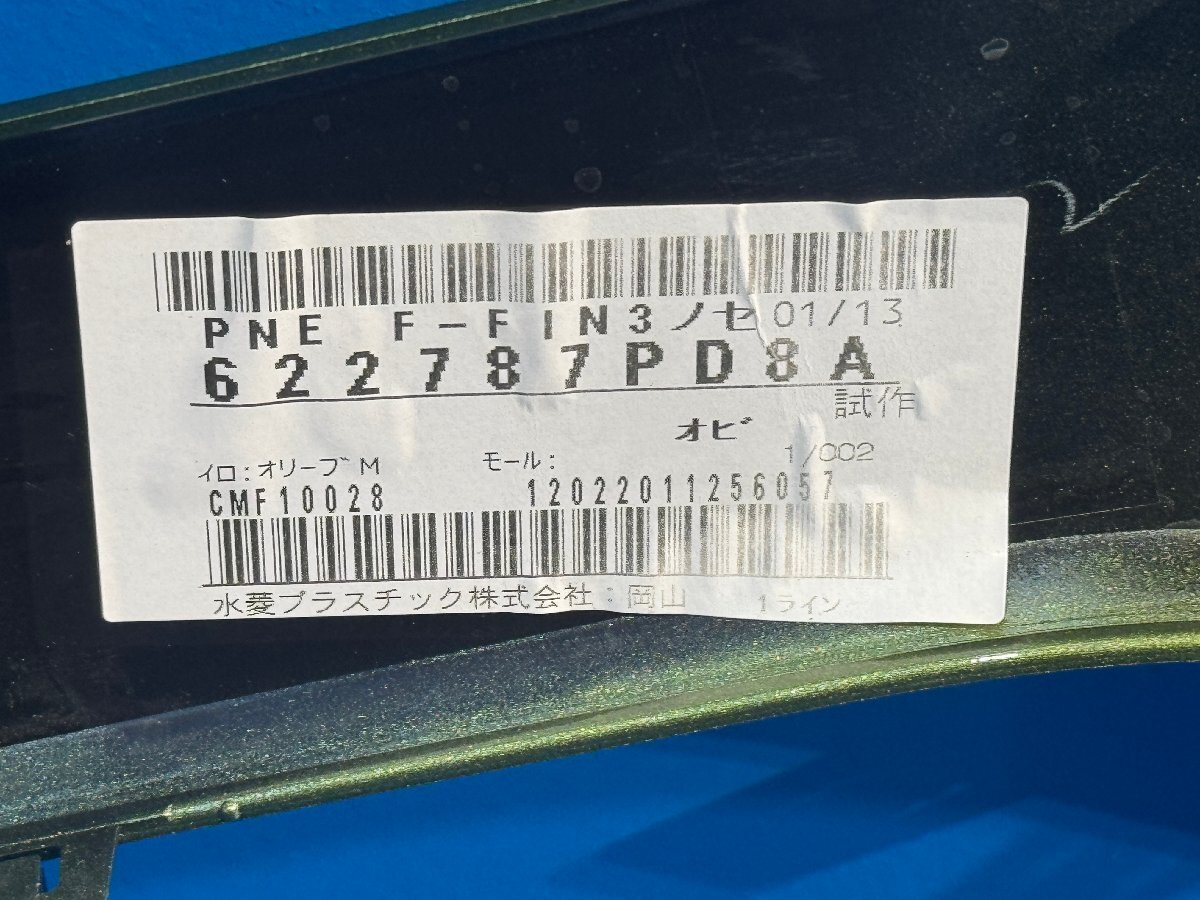 PNE F-FIN3ノセ 01/13
622787PD8A
試作
オビ
1/002
イロ:オリーブM モール:
CMF10028 12022011256057
水菱プラスチック株式会社:岡山 1ライン